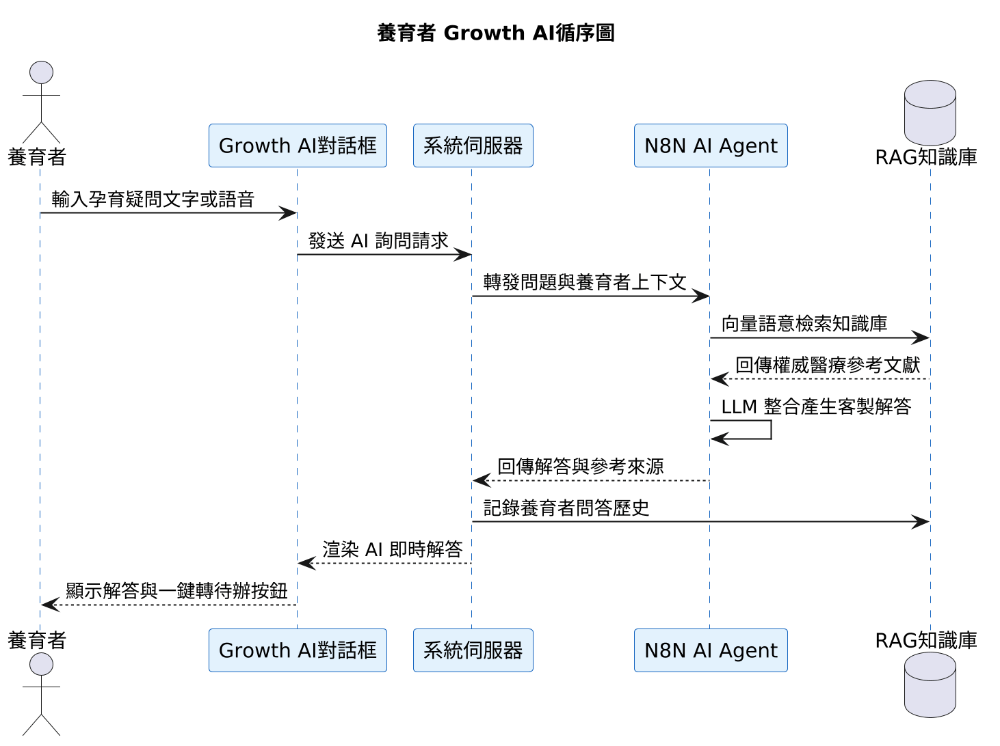 養育者 Growth AI循序圖
養育者
Growth AI對話框
系統伺服器
N8N AI Agent
RAG知識庫
輸入孕育疑問文字或語音
發送 AI 詢問請求
轉發問題與養育者上下文
向量語意檢索知識庫
回傳權威醫療參考文獻
LLM 整合產生客製解答
回傳解答與參考來源
記錄養育者問答歷史
渲染 AI 即時解答
顯示解答與一鍵轉待辦按鈕
養育者
Growth AI對話框
系統伺服器
N8N AI Agent
RAG知識庫